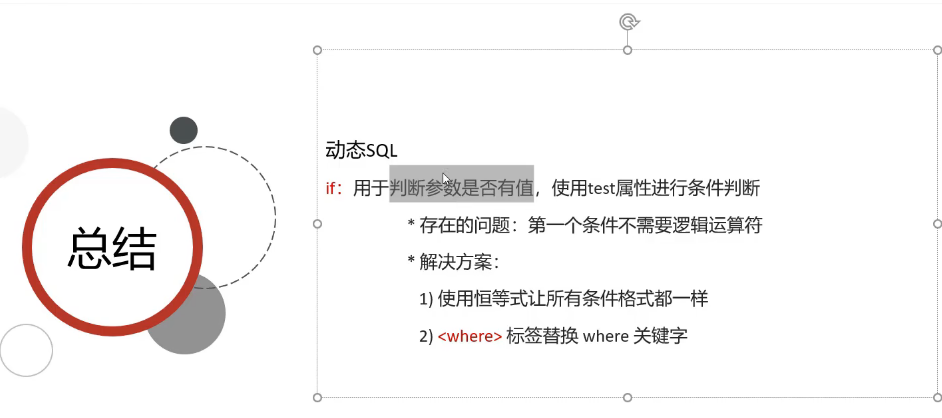 总结
动态SQL
if：用于判断参数是否有值，使用test属性进行条件判断
* 存在的问题：第一个条件不需要逻辑运算符
* 解决方案：
1) 使用恒等式让所有条件格式都一样
2) <where> 标签替换 where 关键字